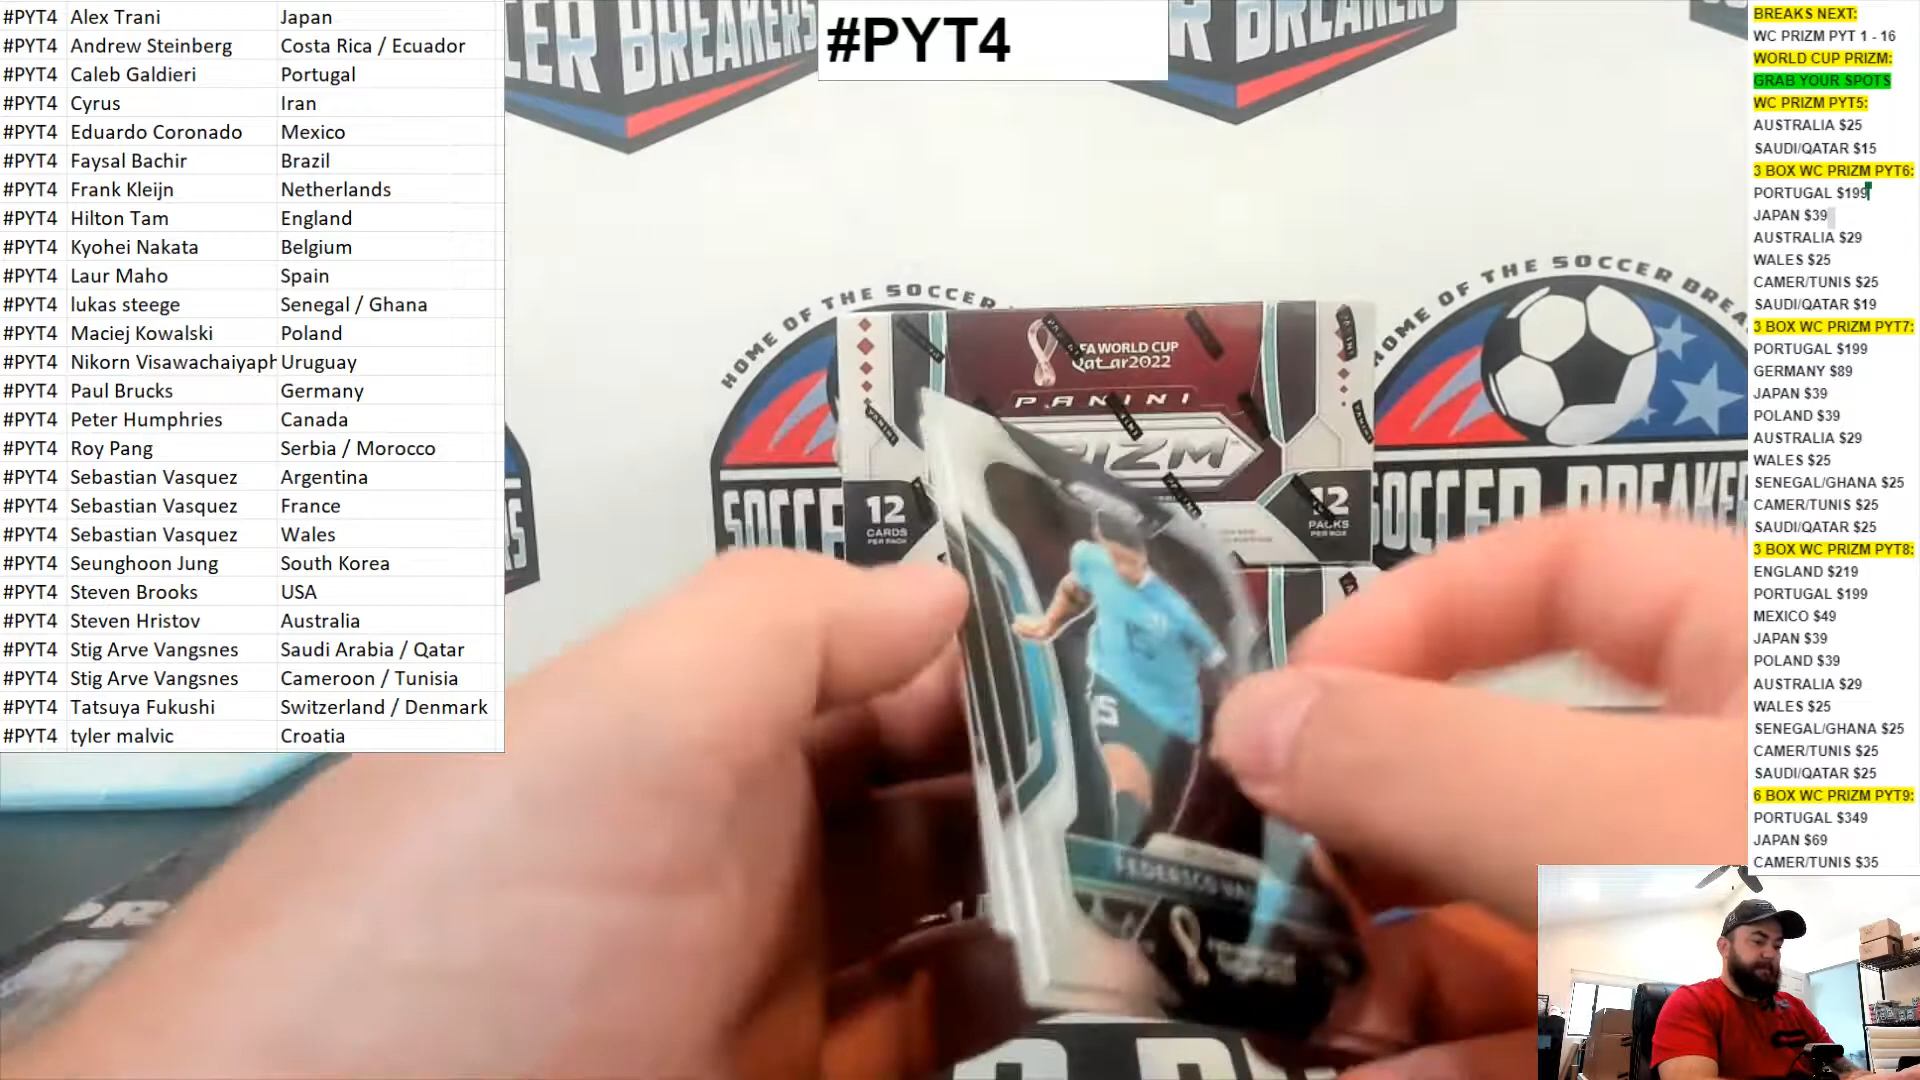 #PYT4 Alex Trani Japan
#PYT4 Andrew Steinberg Costa Rica / Ecuador
#PYT4 Caleb Galdieri Portugal
#PYT4 Cyrus Iran
#PYT4 Eduardo Coronado Mexico
#PYT4 Faysal Bachir Brazil
#PYT4 Frank Kleijn Netherlands
#PYT4 Hilton Tam England
#PYT4 Kyohei Nakata Belgium
#PYT4 Laur Maho Spain
#PYT4 lukas steege Senegal / Ghana
#PYT4 Maciej Kowalski Poland
#PYT4 Nikorn Visawachaiyaph Uruguay
#PYT4 Paul Brucks Germany
#PYT4 Peter Humphries Canada
#PYT4 Roy Pang Serbia / Morocco
#PYT4 Sebastian Vasquez Argentina
#PYT4 Sebastian Vasquez France
#PYT4 Sebastian Vasquez Wales
#PYT4 Seunghoon Jung South Korea
#PYT4 Steven Brooks USA
#PYT4 Steven Hristov Australia
#PYT4 Stig Arve Vangsnes Saudi Arabia / Qatar
#PYT4 Stig Arve Vangsnes Cameroon / Tunisia
#PYT4 Tatsuya Fukushi Switzerland / Denmark
#PYT4 tyler malvic Croatia
#PYT4
CER BREAKERS
R BREAKERS
HOME OF THE SOCCER
SOCC
HOME OF THE SOCCER BREA
SOCCER BREAKE
FA WORLD CUP
Qatar2022
PANINI
PRIZM
12
CARDS
PER PACK
12
PACKS
PER BOX
15
FEDERICO
BREAKS NEXT:
WC PRIZM PYT 1 - 16
WORLD CUP PRIZM:
GRAB YOUR SPOTS
WC PRIZM PYT5:
AUSTRALIA $25
SAUDI/QATAR $15
3 BOX WC PRIZM PYT6:
PORTUGAL $199
JAPAN $39
AUSTRALIA $29
WALES $25
CAMER/TUNIS $25
SAUDI/QATAR $19
3 BOX WC PRIZM PYT7:
PORTUGAL $199
GERMANY $89
JAPAN $39
POLAND $39
AUSTRALIA $29
WALES $25
SENEGAL/GHANA $25
CAMER/TUNIS $25
SAUDI/QATAR $25
3 BOX WC PRIZM PYT8:
ENGLAND $219
PORTUGAL $199
MEXICO $49
JAPAN $39
POLAND $39
AUSTRALIA $29
WALES $25
SENEGAL/GHANA $25
CAMER/TUNIS $25
SAUDI/QATAR $25
6 BOX WC PRIZM PYT9:
PORTUGAL $349
JAPAN $69
CAMER/TUNIS $35